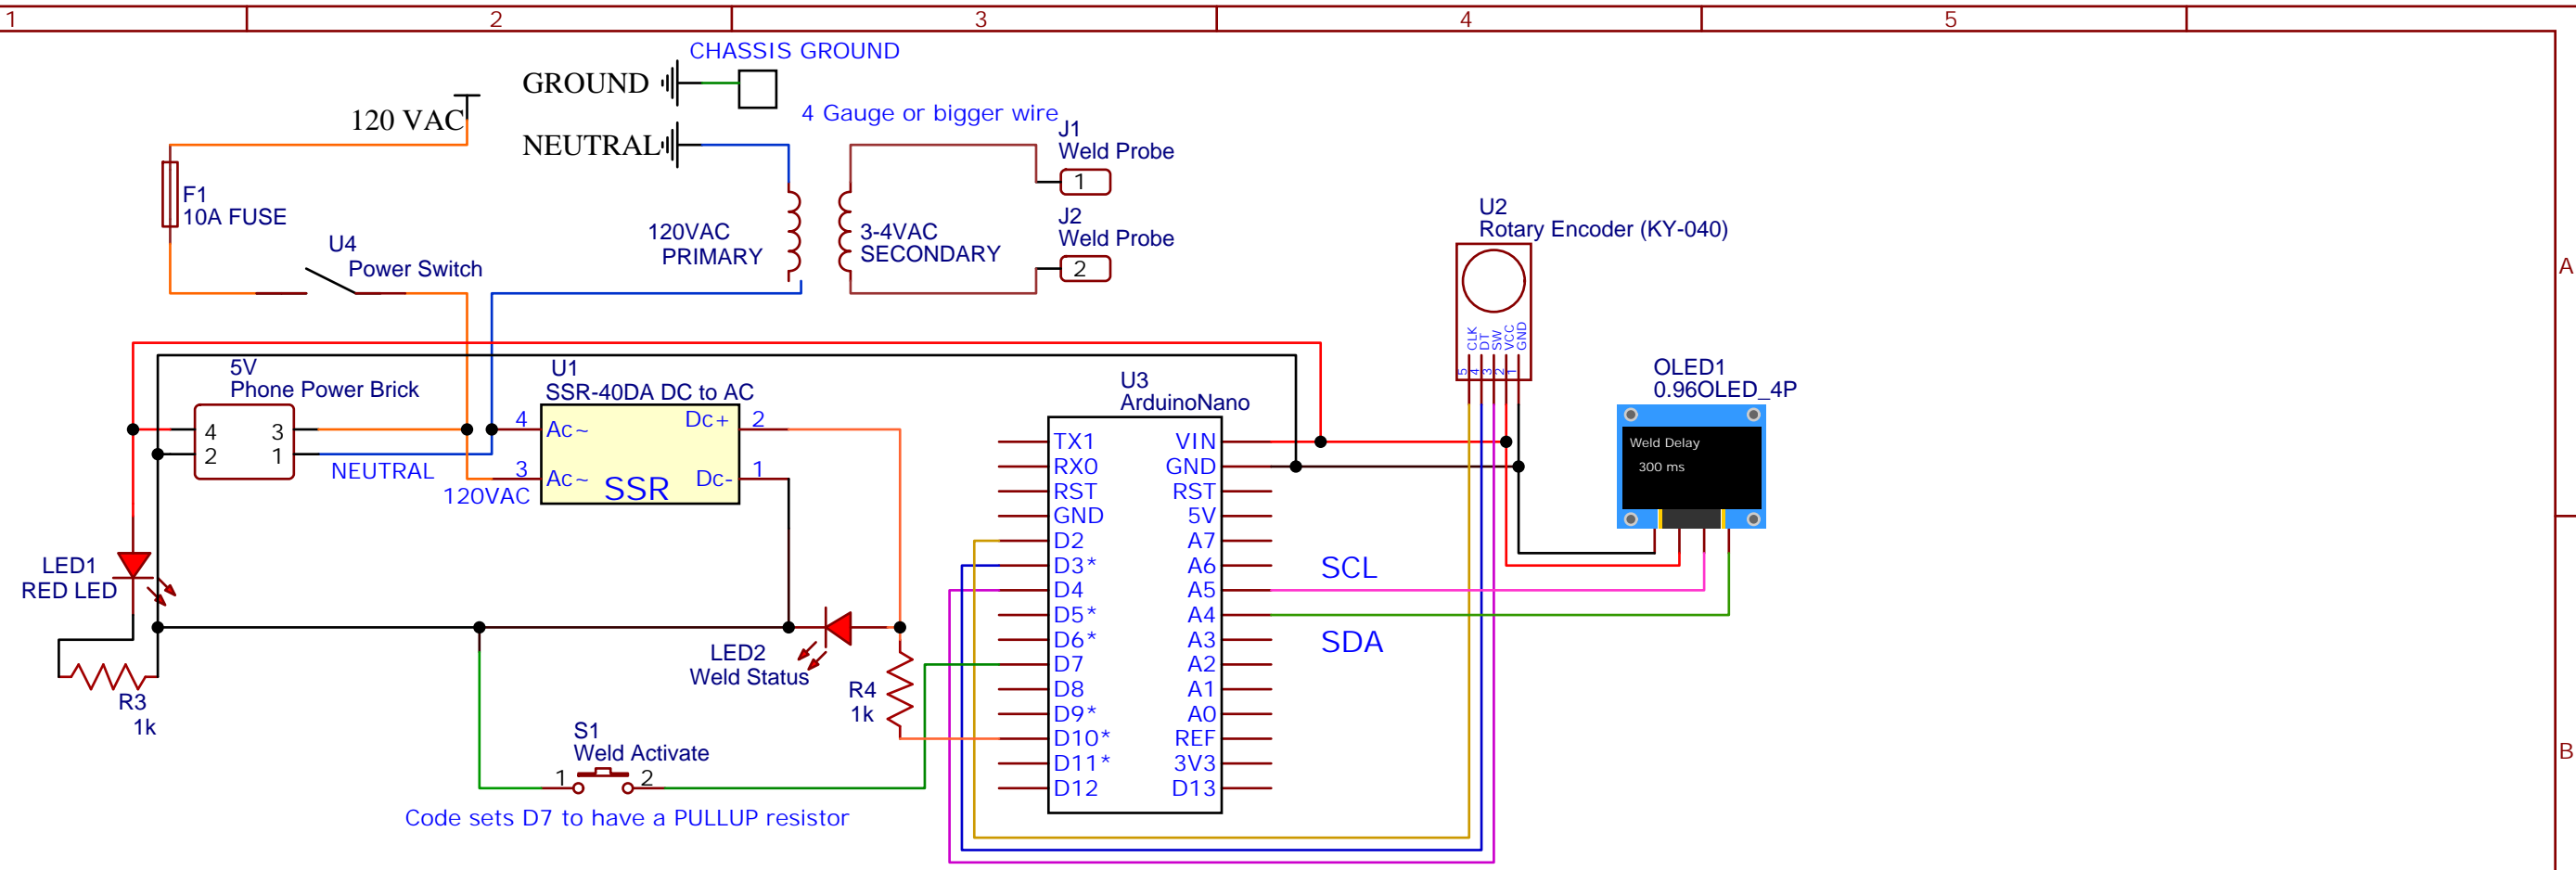 1
2
3
4
5
A
B
CHASSIS GROUND
GROUND
120 VAC
NEUTRAL
4 Gauge or bigger wire
J1
Weld Probe
1
J2
Weld Probe
2
F1
10A FUSE
U4
Power Switch
120VAC
PRIMARY
3-4VAC
SECONDARY
U2
Rotary Encoder (KY-040)
CLK
DT
SW
VCC
GND
5
4
3
2
1
5V
Phone Power Brick
4
3
2
1
NEUTRAL
120VAC
U1
SSR-40DA DC to AC
4
Ac~
Dc+
2
3
Ac~
SSR
Dc-
1
U3
ArduinoNano
TX1
VIN
RX0
GND
RST
RST
GND
5V
D2
A7
D3*
A6
D4
A5
D5*
A4
D6*
A3
D7
A2
D8
A1
D9*
A0
D10*
REF
D11*
3V3
D12
D13
OLED1
0.96OLED_4P
Weld Delay
300 ms
SCL
SDA
LED1
RED LED
R3
1k
LED2
Weld Status
R4
1k
S1
Weld Activate
1
2
Code sets D7 to have a PULLUP resistor